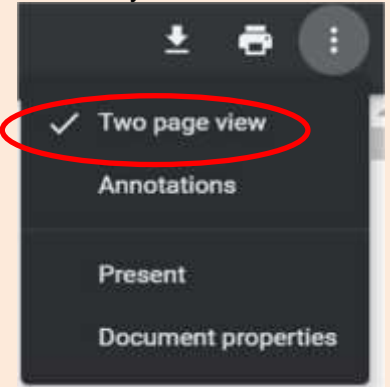 Two page view
Annotations
Present
Document properties